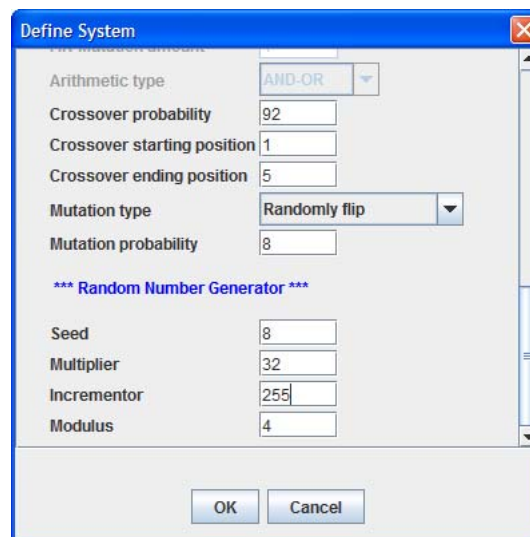 Define System
Arithmetic type AND-OR
Crossover probability 92
Crossover starting position 1
Crossover ending position 5
Mutation type Randomly flip
Mutation probability 8
*** Random Number Generator ***
Seed 8
Multiplier 32
Incrementor 255
Modulus 4
OK Cancel